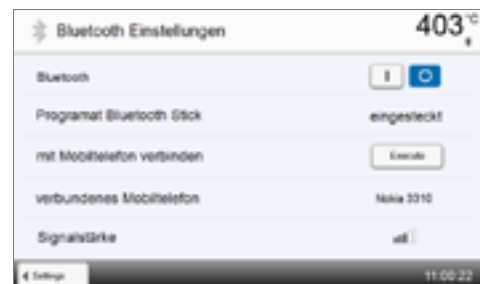 Bluetooth Einstellungen
403 °C
Bluetooth
I O
Programat Bluetooth Stick
eingesteckt
mit Mobiltelefon verbinden
Execute
verbundenes Mobiltelefon
Nokia 3310
Signalstärke
Settings
11:00:22